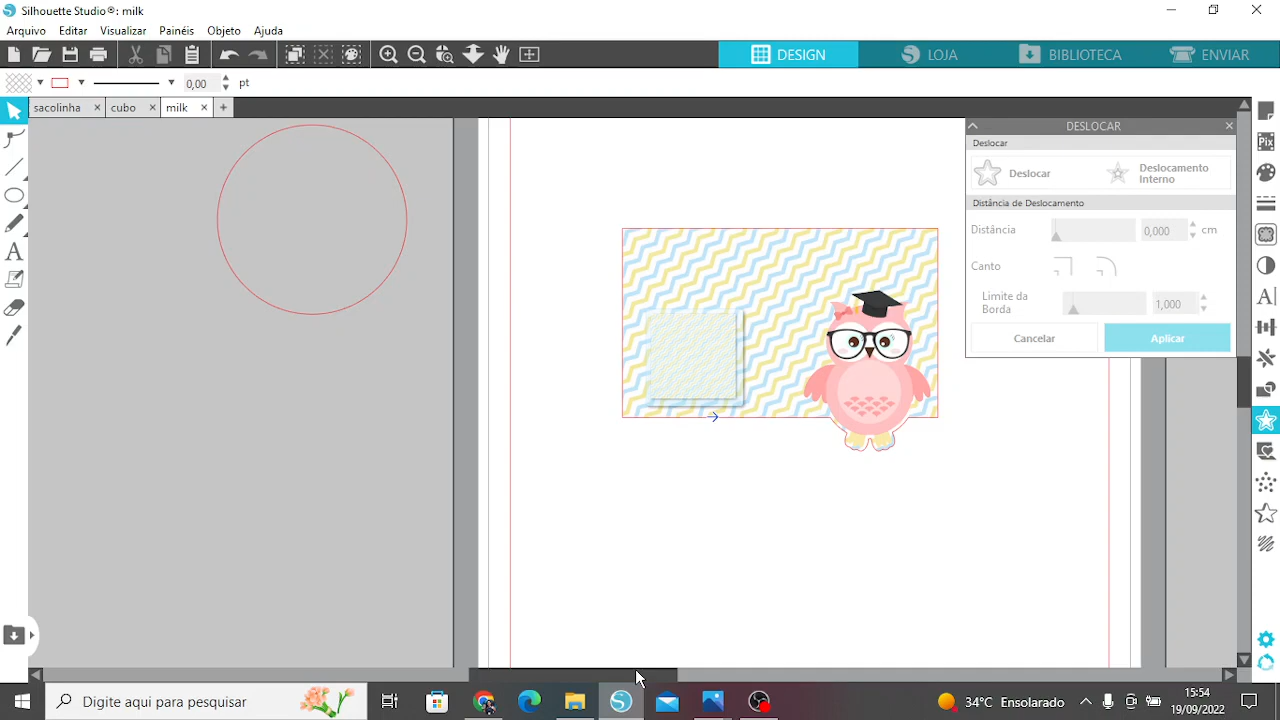 Silhouette Studio®: milk
Arquivo Editar Visualizar Painéis Objeto Ajuda
DESIGN LOJA BIBLIOTECA ENVIAR
0,00 pt
sacolinha cubo milk
DESLOCAR
Deslocar
Deslocar Deslocamento Interno
Distância de Deslocamento
Distância 0,000 cm
Canto
Limite da Borda 1,000
Cancelar Aplicar
Pix
A
A
Digite aqui para pesquisar
34°C Ensolarado
15:54
19/09/2022